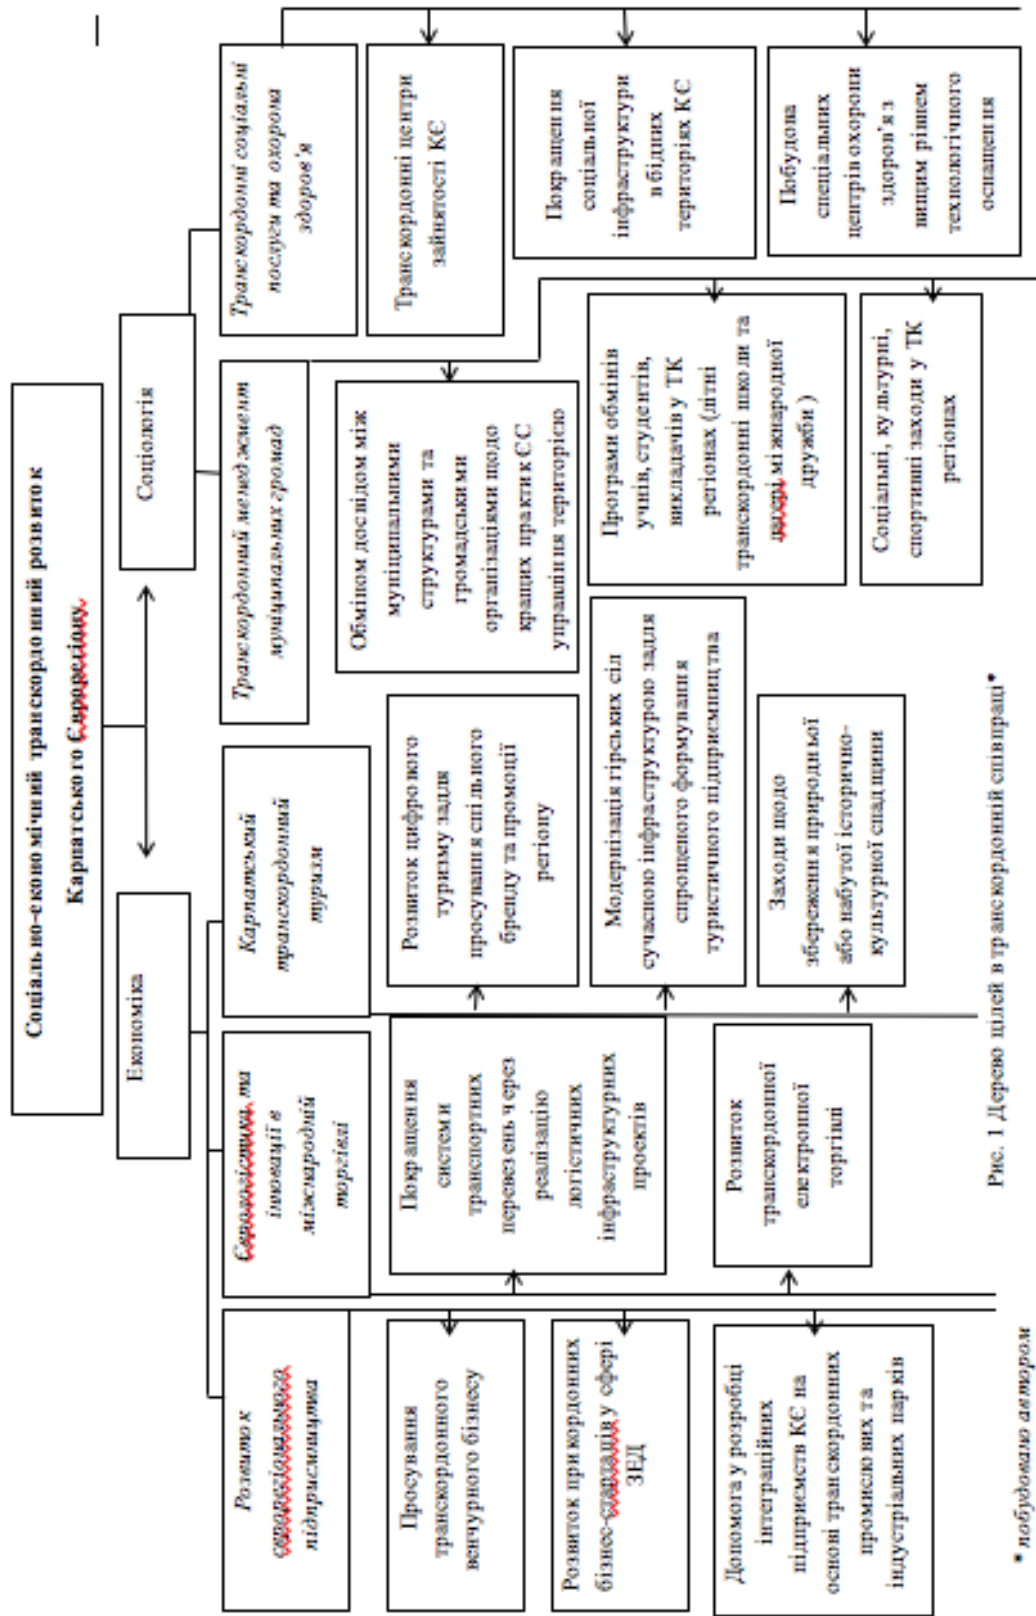 Соціально-економічний транскордонний розвиток
Карпатського Єврорегіону
Економіка
Соціологія
Розвиток
єврорегіонального
підприємництва
Єврологістика та
інновації в
міжнародній
торгівлі
Карпатський
транскордонний
туризм
Транскордонний менеджмент
муніципальних громад
Транскордонні соціальні
послуги та охорона
здоров'я
Просування
транскордонного
венчурного бізнесу
Розвиток прикордонних
бізнес-стартапів у сфері
ЗЕД
Допомога у розробці
інтеграційних
підприємств КЄ на
основі транскордонних
промислових та
індустріальних парків
Покращення
системи
транспортних
перевезень через
реалізацію
логістичних
інфраструктурних
проєктів
Розвиток
транскордонної
електронної
торгівлі
Розвиток цифрового
туризму задля
просування спільного
бренду та промоції
регіону
Модернізація гірських сіл
сучасною інфраструктурою задля
спрощеного формування
туристичного підприємництва
Заходи щодо
збереження природньої
або набутої історично-
культурної спадщини
Обміном досвідом між
муніципальними
структурами та
громадськими
організаціями щодо
кращих практик ЄС
управління територією
Програми обмінів
учнів,студентів,
викладачів у ТК
регіонах (літні
транскордонні школи та
лагері міжнародної
дружби )
Соціальні, культурні,
спортивні заходи у ТК
регіонах
Транскордонні центри
зайнятості КЄ
Покращення
соціальної
інфраструктури
в бідних
територіях КЄ
Побудова
спеціальних
центрів охорони
здоров'я з
вищим рівнем
технологічного
оснащення
Рис. 1 Дерево цілей в транскордонній співпраці*
* побудовано автором